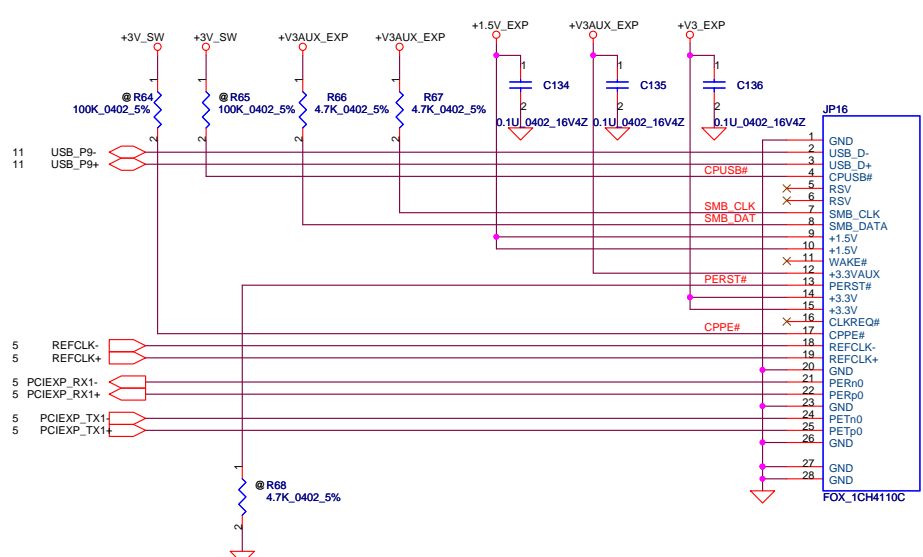 +3V_SW +3V_SW +V3AUX_EXP +V3AUX_EXP +1.5V_EXP +V3AUX_EXP +V3_EXP
1 1 1 1 1 1 1
@ R64 @ R65 R66 R67 C134 C135 C136
100K_0402_5% 100K_0402_5% 4.7K_0402_5% 4.7K_0402_5%
2 2 2 2 2 2 2
0.1U_0402_16V4Z 0.1U_0402_16V4Z 0.1U_0402_16V4Z
JP16
1 GND
11 USB_P9- 2 USB_D-
11 USB_P9+ 3 USB_D+
CPUSB# 4 CPUSB#
5 RSV
6 RSV
SMB_CLK 7 SMB_CLK
SMB_DAT 8 SMB_DATA
9 +1.5V
10 +1.5V
11 WAKE#
12 +3.3VAUX
PERST# 13 PERST#
14 +3.3V
15 +3.3V
16 CLKREQ#
CPPE# 17 CPPE#
5 REFCLK- 18 REFCLK-
5 REFCLK+ 19 REFCLK+
20 GND
5 PCIEXP_RX1- 21 PERn0
5 PCIEXP_RX1+ 22 PERp0
23 GND
5 PCIEXP_TX1- 24 PETn0
5 PCIEXP_TX1+ 25 PETp0
26 GND
27 GND
28 GND
FOX_1CH4110C
1
@ R68
4.7K_0402_5%
2